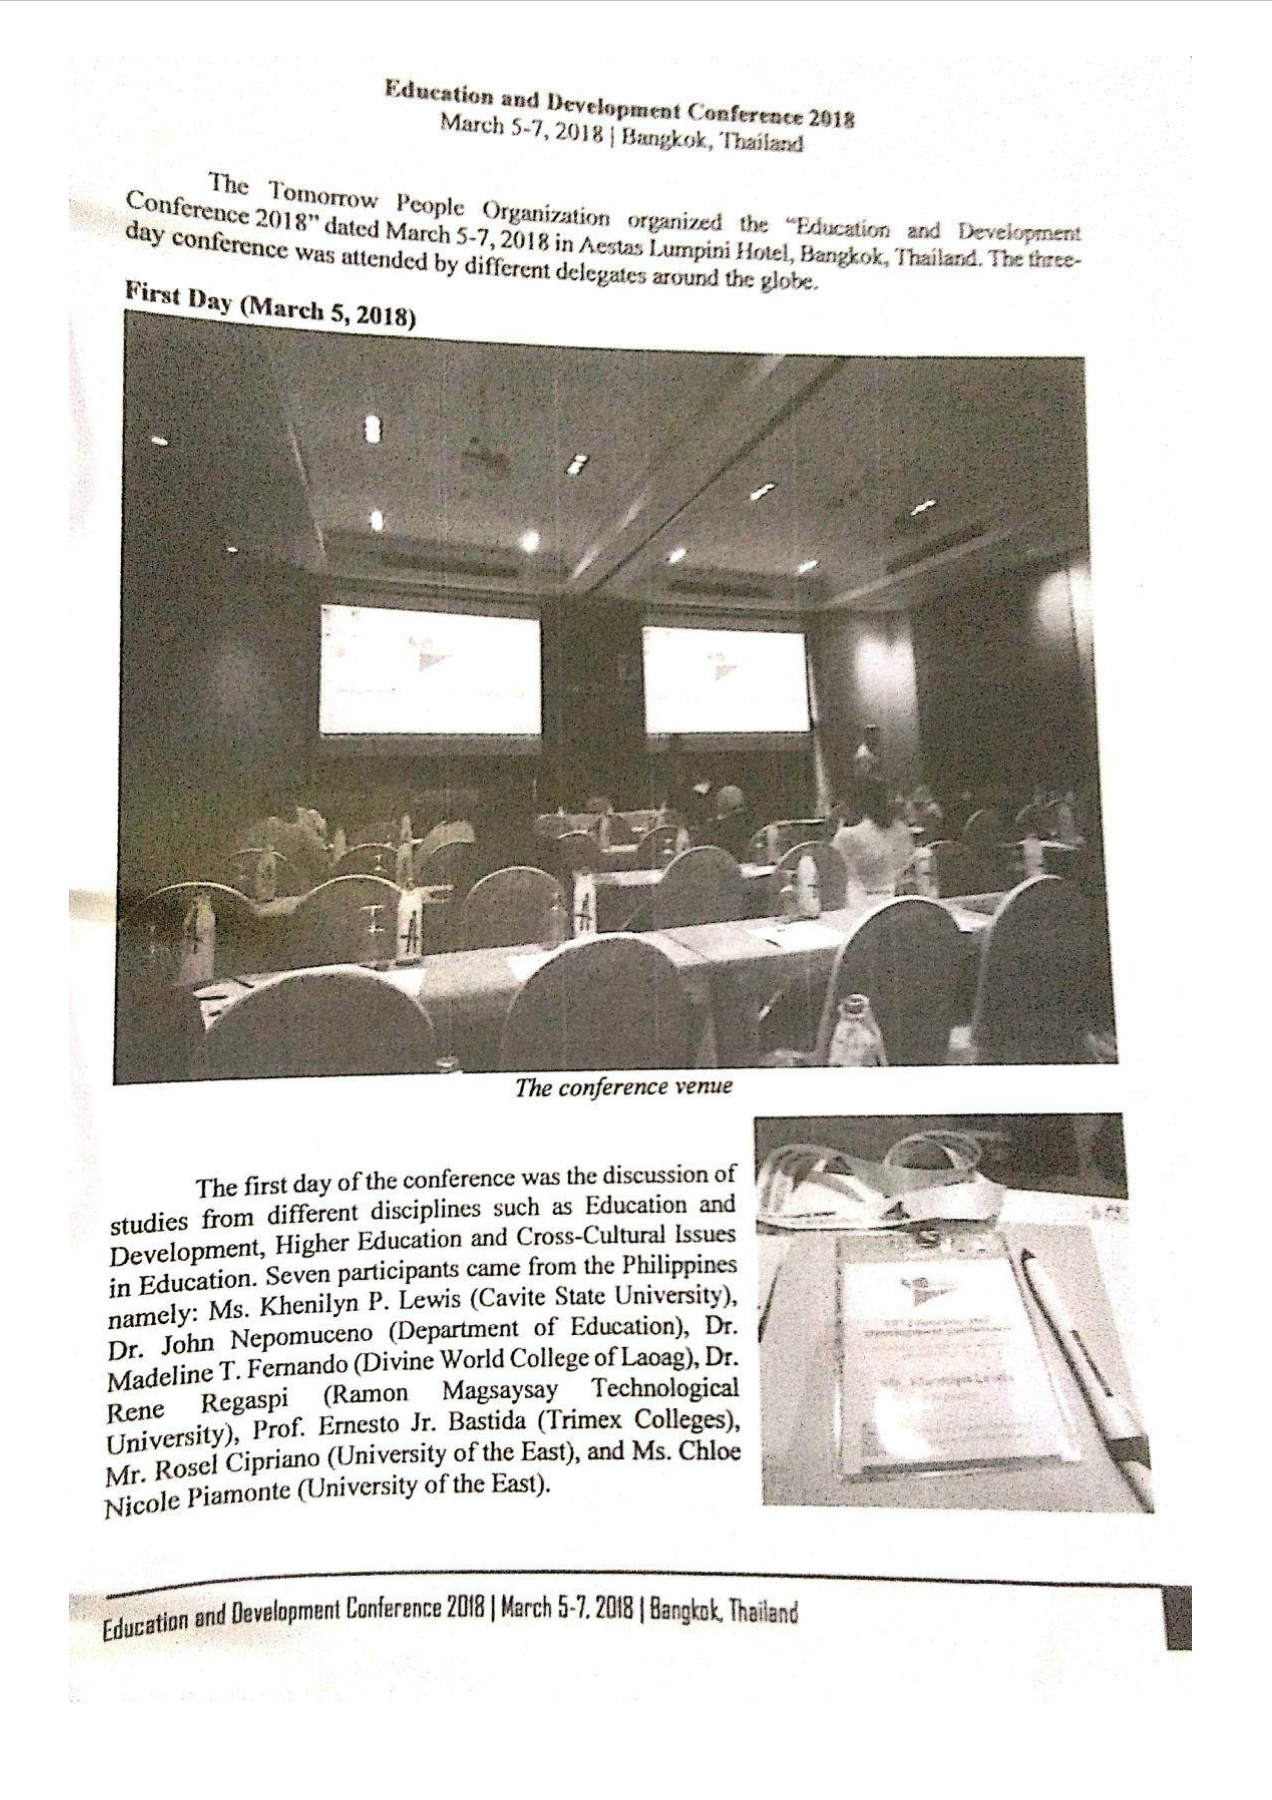 Education and Development Conference 2018
March 5-7, 2018 | Bangkok, Thailand
The Tomorrow People Organization organized the “Education and Development
Conference 2018” dated March 5-7, 2018 in Aestas Lumpini Hotel, Bangkok, Thailand. The three-
day conference was attended by different delegates around the globe.
First Day (March 5, 2018)
The conference venue
The first day of the conference was the discussion of
studies from different disciplines such as Education and
Development, Higher Education and Cross-Cultural Issues
in Education. Seven participants came from the Philippines
namely: Ms. Khenilyn P. Lewis (Cavite State University),
Dr. John Nepomuceno (Department of Education), Dr.
Madeline T. Fernando (Divine World College of Laoag), Dr.
Rene Regaspi (Ramon Magsaysay Technological
University), Prof. Ernesto Jr. Bastida (Trimex Colleges),
Mr. Rosel Cipriano (University of the East), and Ms. Chloe
Nicole Piamonte (University of the East).
Education and Development Conference 2018 | March 5-7, 2018 | Bangkok, Thailand